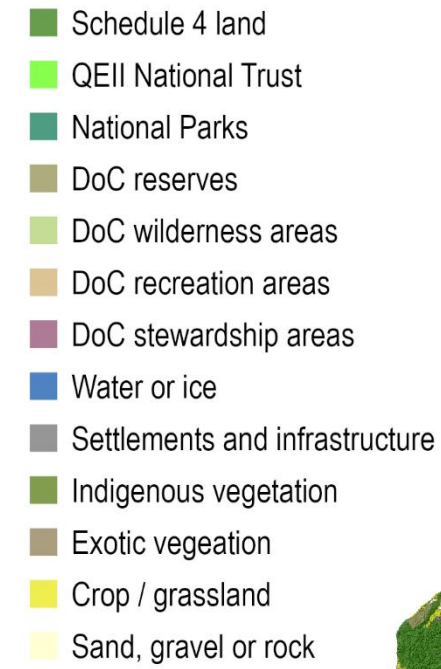 Schedule 4 land
QEII National Trust
National Parks
DoC reserves
DoC wilderness areas
DoC recreation areas
DoC stewardship areas
Water or ice
Settlements and infrastructure
Indigenous vegetation
Exotic vegeation
Crop / grassland
Sand, gravel or rock